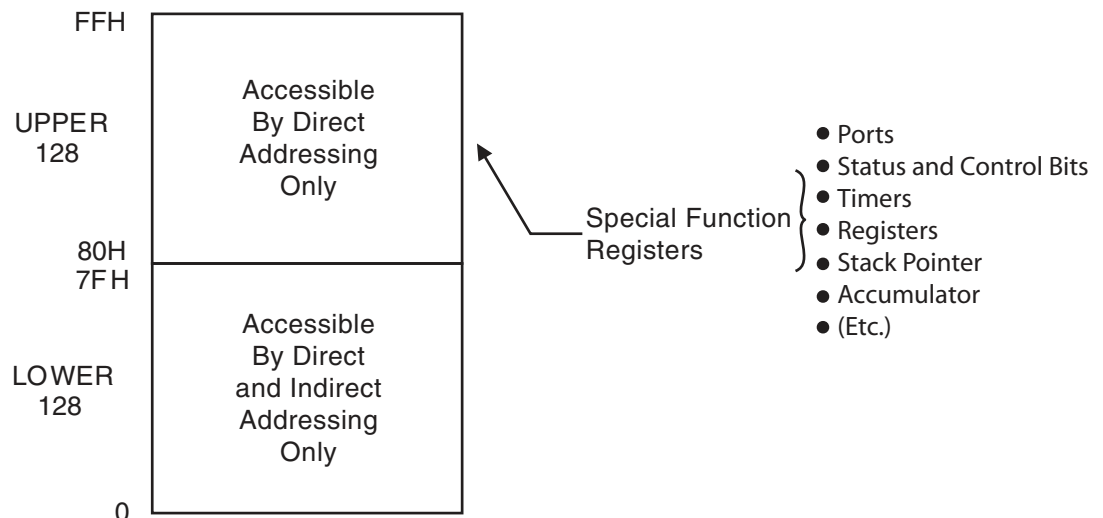 FFH
UPPER
128
80H
7FH
LOWER
128
0
Accessible
By Direct
Addressing
Only
Accessible
By Direct
and Indirect
Addressing
Only
Special Function
Registers
● Ports
● Status and Control Bits
● Timers
● Registers
● Stack Pointer
● Accumulator
● (Etc.)